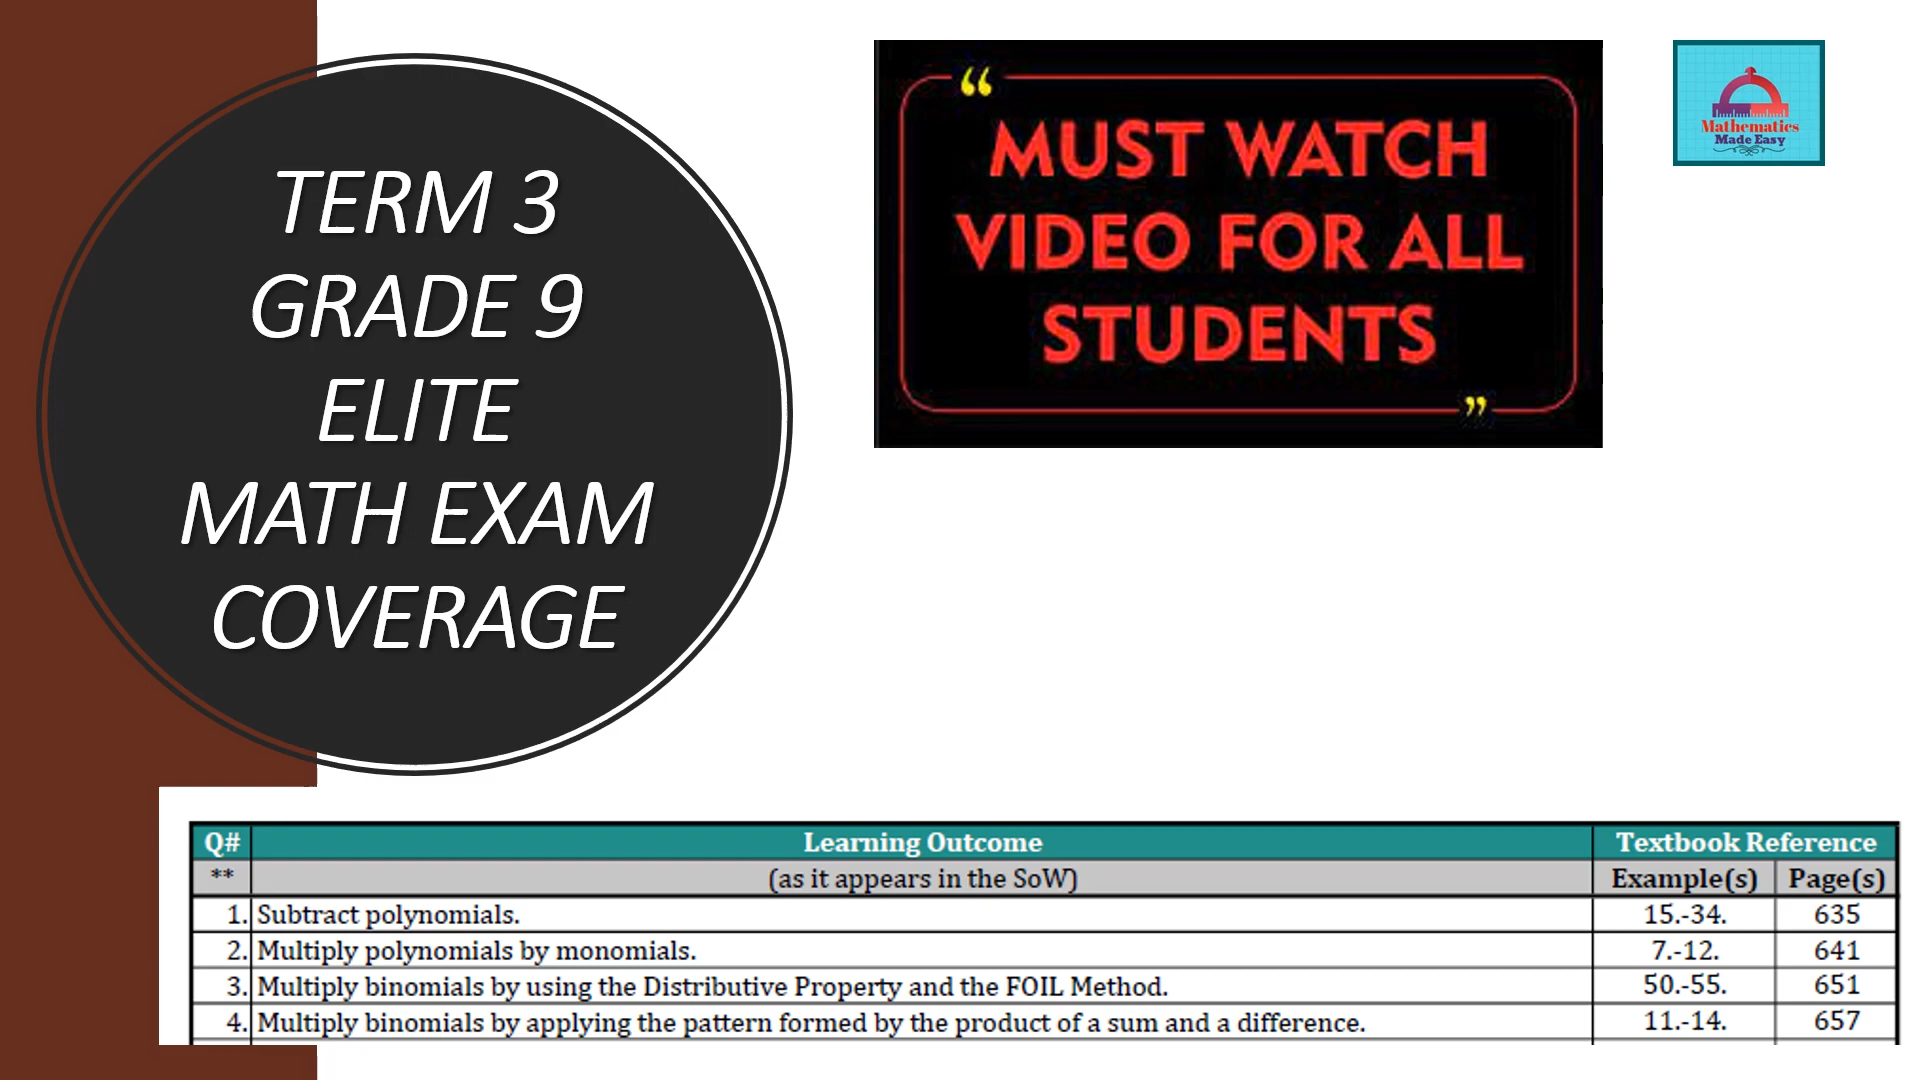 TERM 3
GRADE 9
ELITE
MATH EXAM
COVERAGE
“
MUST WATCH
VIDEO FOR ALL
STUDENTS
”
Mathematics
Made Easy
Q# Learning Outcome Textbook Reference
** (as it appears in the SoW) Example(s) Page(s)
1. Subtract polynomials. 15.-34. 635
2. Multiply polynomials by monomials. 7.-12. 641
3. Multiply binomials by using the Distributive Property and the FOIL Method. 50.-55. 651
4. Multiply binomials by applying the pattern formed by the product of a sum and a difference. 11.-14. 657